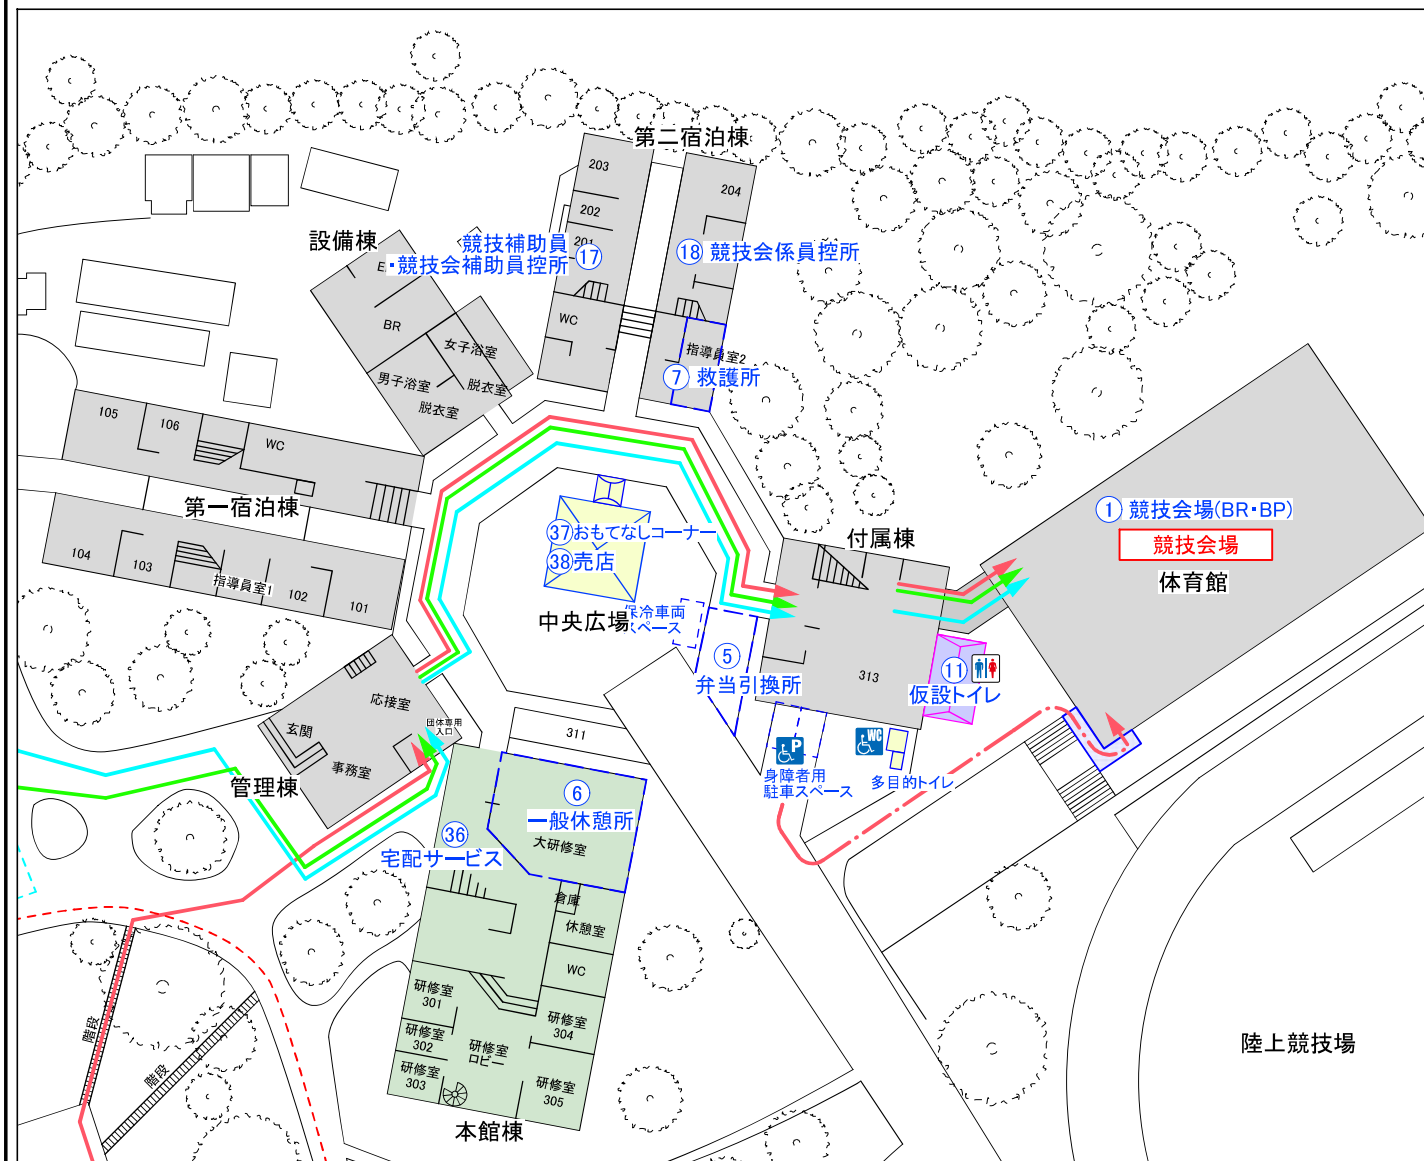 第二宿泊棟
203
204
202
201
設備棟
競技補助員
・競技会補助員控所
⑰
⑱ 競技会係員控所
BR
WC
女子浴室
指導員室2
男子浴室
脱衣室
脱衣室
⑦ 救護所
105
106
WC
第一宿泊棟
① 競技会場(BR・BP)
競技会場
体育館
㊲おもてなしコーナー
㊳売店
付属棟
104
103
指導員室1
102
101
中央広場
保冷車両
スペース
⑤
弁当引換所
313
⑪
仮設トイレ
応接室
玄関
団体専用
入口
事務室
管理棟
311
P
WC
身障者用
駐車スペース
多目的トイレ
⑥
一般休憩所
大研修室
㊱
宅配サービス
倉庫
休憩室
WC
研修室
301
研修室
302
研修室
303
研修室
ロビー
研修室
304
研修室
305
階段
階段
本館棟
陸上競技場